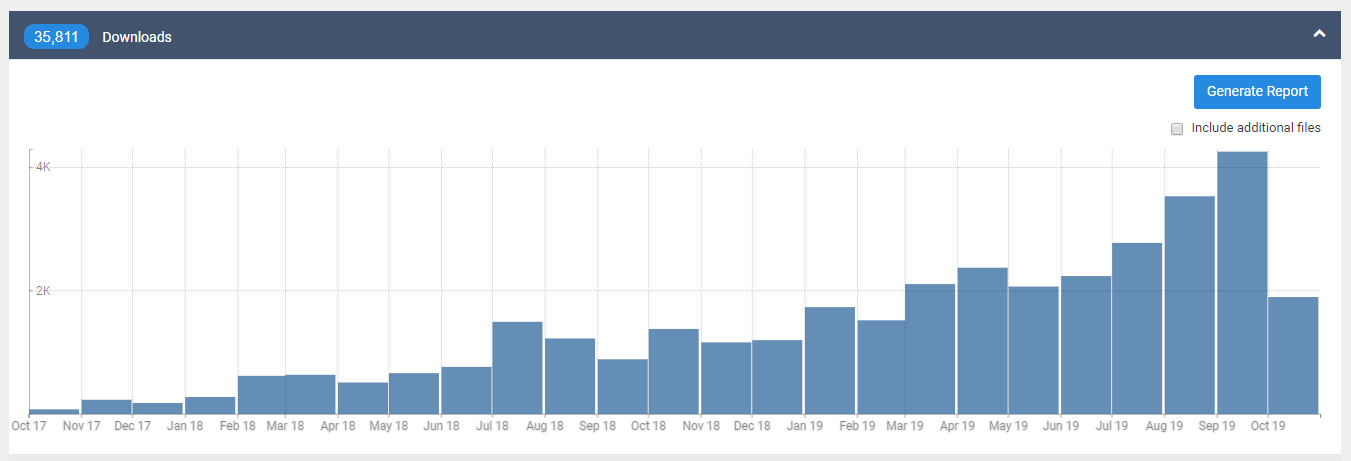 35,811 Downloads
Generate Report
Include additional files
4K
2K
Oct 17 Nov 17 Dec 17 Jan 18 Feb 18 Mar 18 Apr 18 May 18 Jun 18 Jul 18 Aug 18 Sep 18 Oct 18 Nov 18 Dec 18 Jan 19 Feb 19 Mar 19 Apr 19 May 19 Jun 19 Jul 19 Aug 19 Sep 19 Oct 19